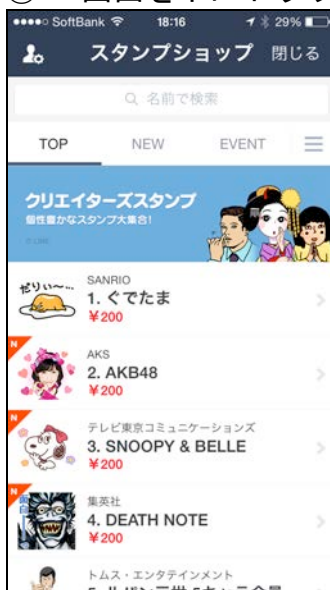 SoftBank 18:16 29%
スタンプショップ 閉じる
名前で検索
TOP NEW EVENT
クリエイターズスタンプ
個性豊かなスタンプ大集合!
だりぃ〜…
SANRIO
1. ぐでたま
¥200
N
AKS
2. AKB48
¥200
N
テレビ東京コミュニケーションズ
3. SNOOPY & BELLE
¥200
N
面白
集英社
4. DEATH NOTE
¥200
トムス・エンタテインメント